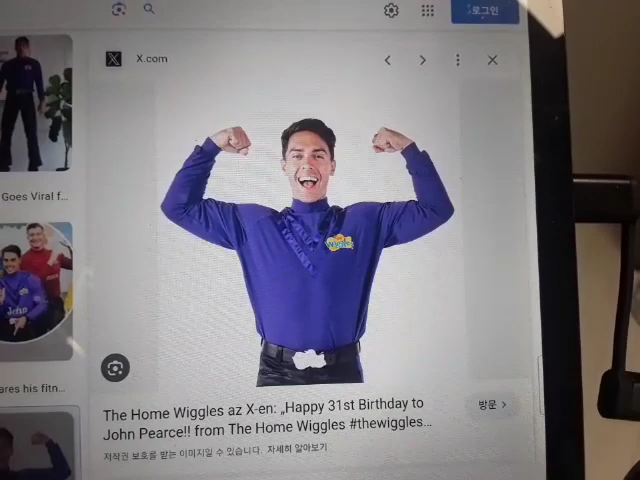 로그인
X X.com
Goes Viral f...
Wiggles
John
ares his fitn...
The Home Wiggles az X-en: „Happy 31st Birthday to
John Pearce!! from The Home Wiggles #thewiggles...
방문 >
저작권 보호를 받는 이미지일 수 있습니다. 자세히 알아보기